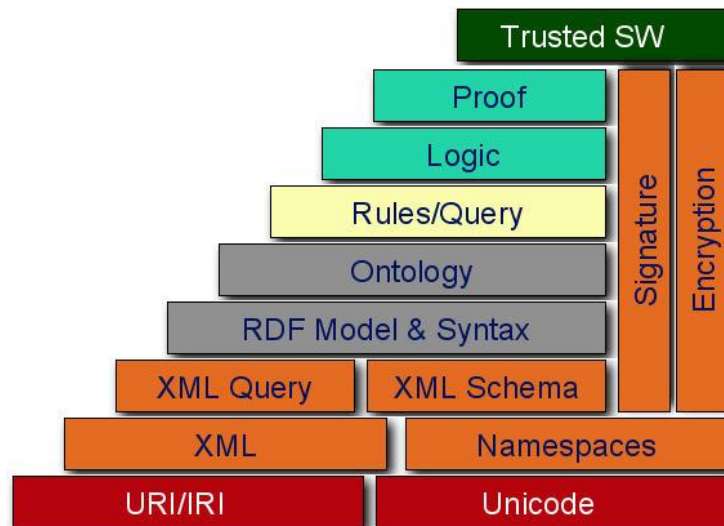 Trusted SW
Proof
Logic
Rules/Query
Ontology
RDF Model & Syntax
XML Query
XML Schema
Signature
Encryption
XML
Namespaces
URI/IRI
Unicode